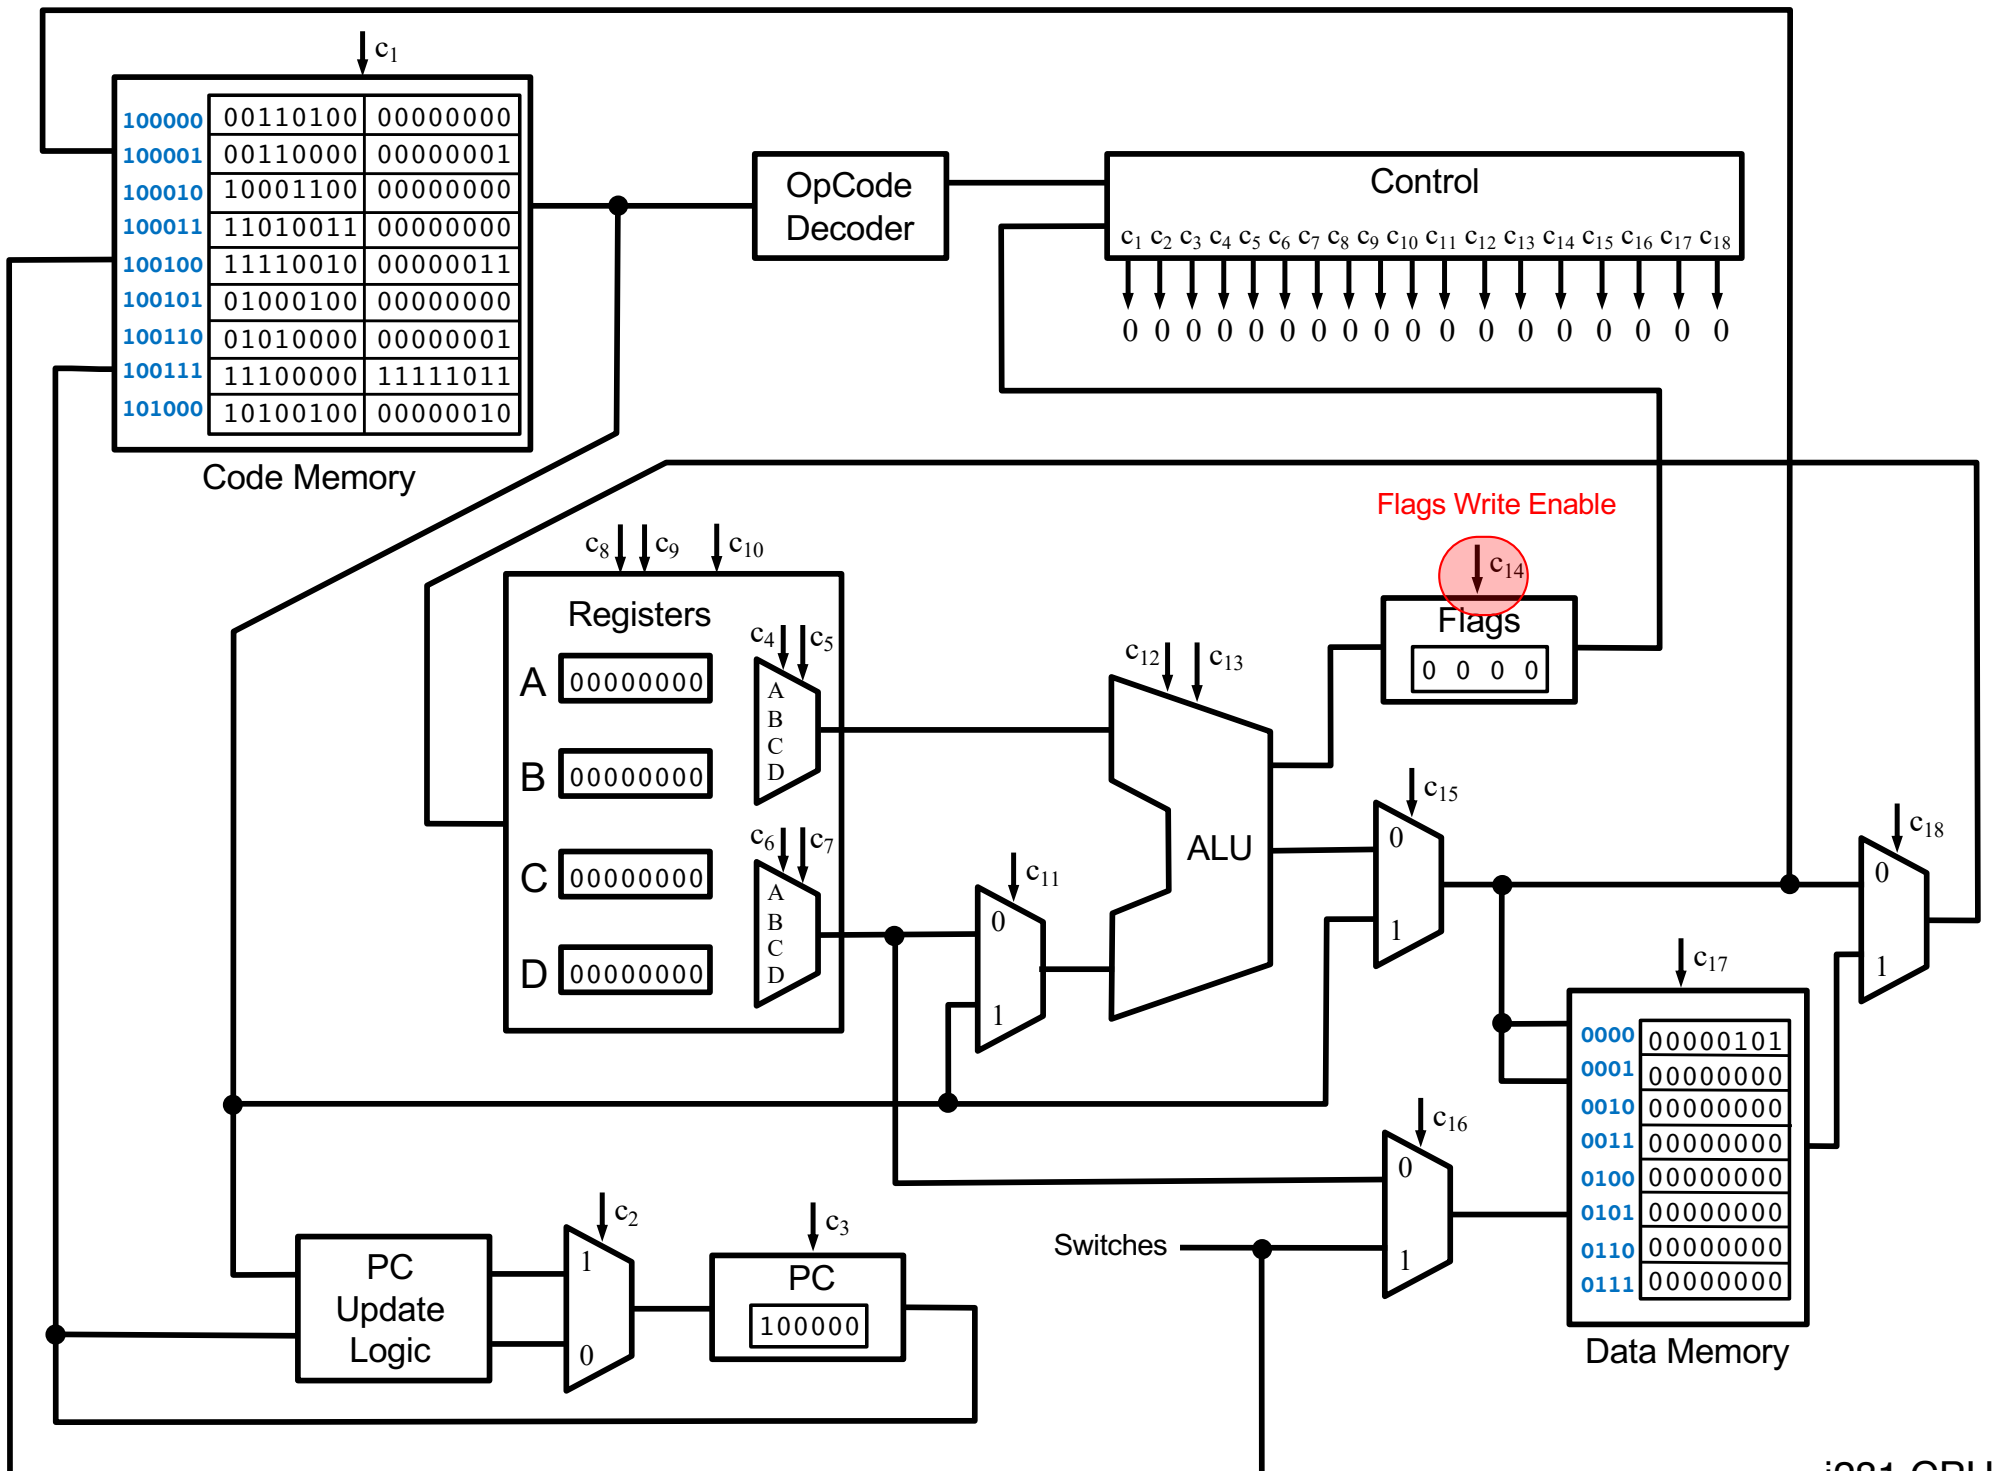 c1
100000 00110100 00000000
100001 00110000 00000001
100010 10001100 00000000
100011 11010011 00000000
100100 11110010 00000011
100101 01000100 00000000
100110 01010000 00000001
100111 11100000 11111011
101000 10100100 00000010
Code Memory
OpCode
Decoder
Control
c1 c2 c3 c4 c5 c6 c7 c8 c9 c10 c11 c12 c13 c14 c15 c16 c17 c18
0 0 0 0 0 0 0 0 0 0 0 0 0 0 0 0 0 0
Flags Write Enable
c14
Flags
0 0 0 0
c8 c9 c10
Registers
A 00000000
B 00000000
C 00000000
D 00000000
c4 c5
A
B
C
D
c6 c7
A
B
C
D
c11
0
1
c12 c13
ALU
c15
0
1
c18
0
1
c17
0000 00000101
0001 00000000
0010 00000000
0011 00000000
0100 00000000
0101 00000000
0110 00000000
0111 00000000
Data Memory
c16
0
1
Switches
PC
Update
Logic
c2
1
0
c3
PC
100000